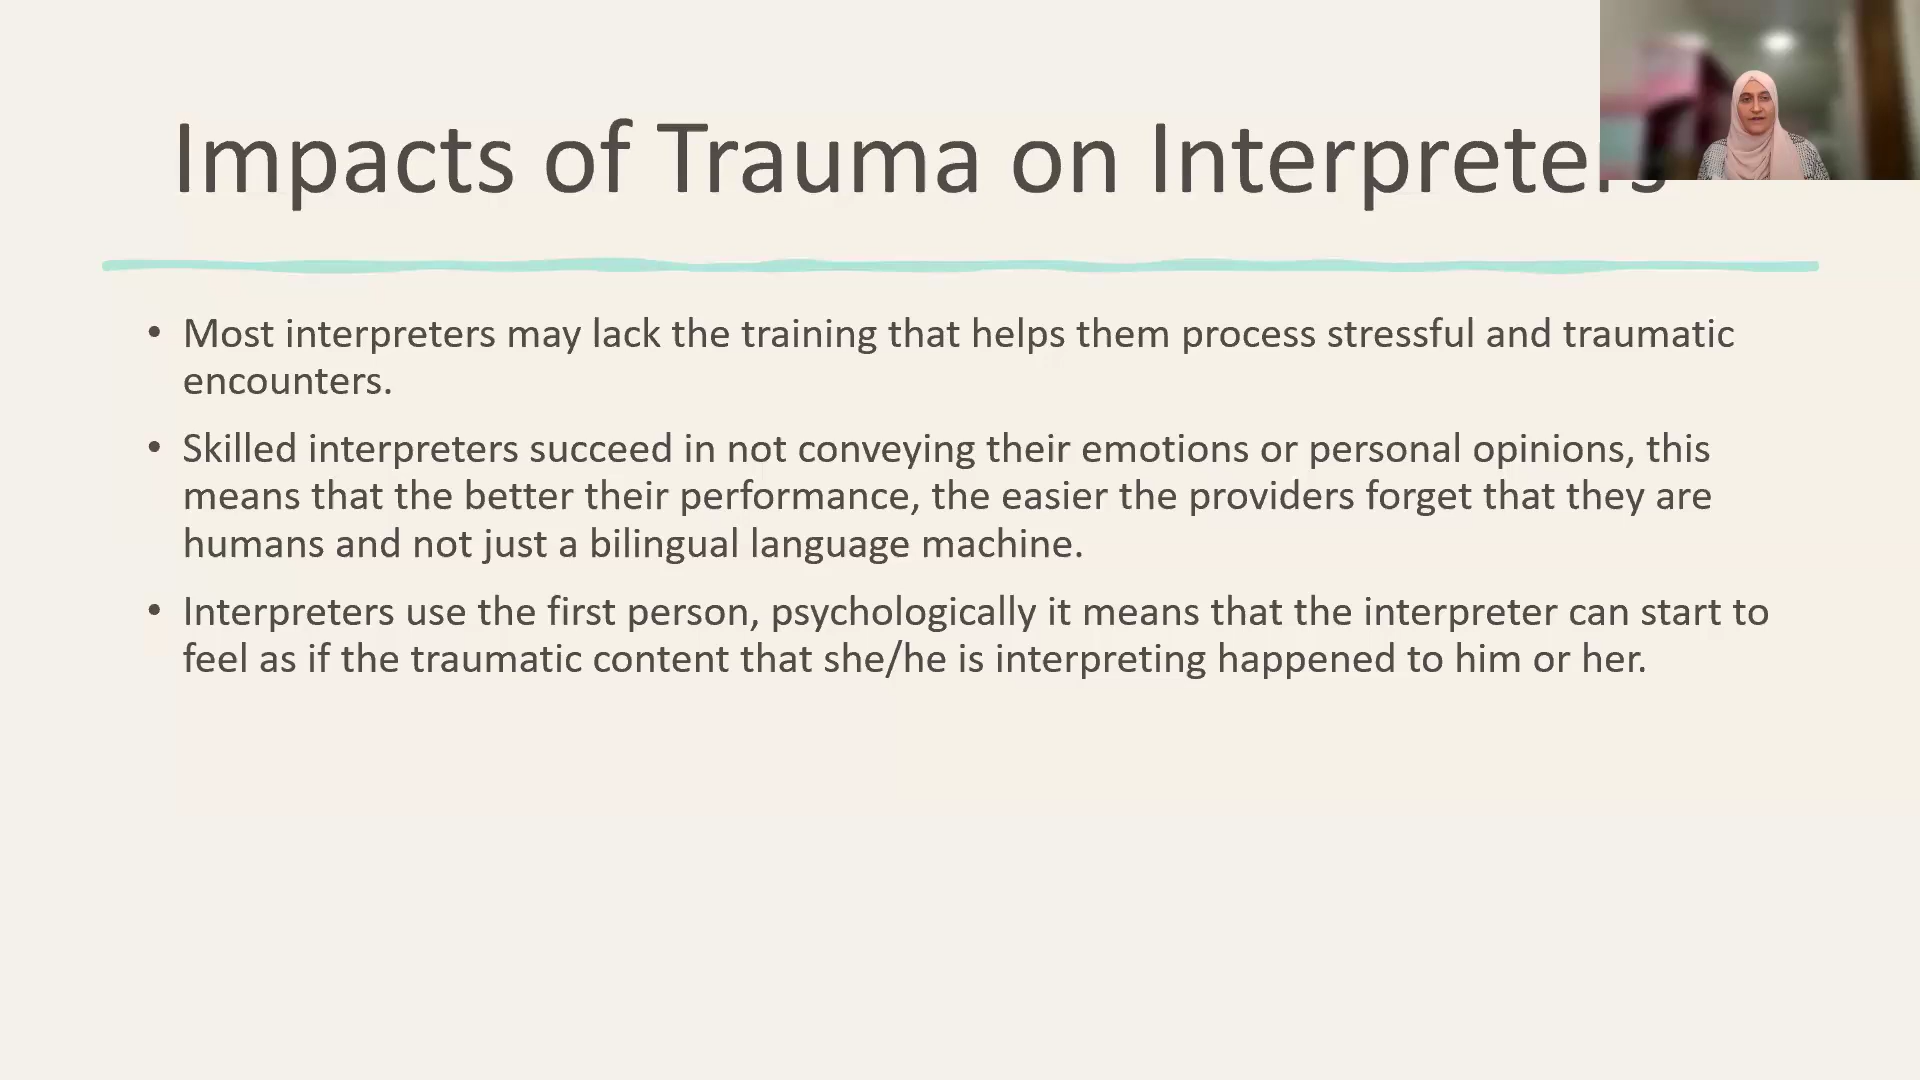 Impacts of Trauma on Interpreters
• Most interpreters may lack the training that helps them process stressful and traumatic
encounters.
• Skilled interpreters succeed in not conveying their emotions or personal opinions, this
means that the better their performance, the easier the providers forget that they are
humans and not just a bilingual language machine.
• Interpreters use the first person, psychologically it means that the interpreter can start to
feel as if the traumatic content that she/he is interpreting happened to him or her.